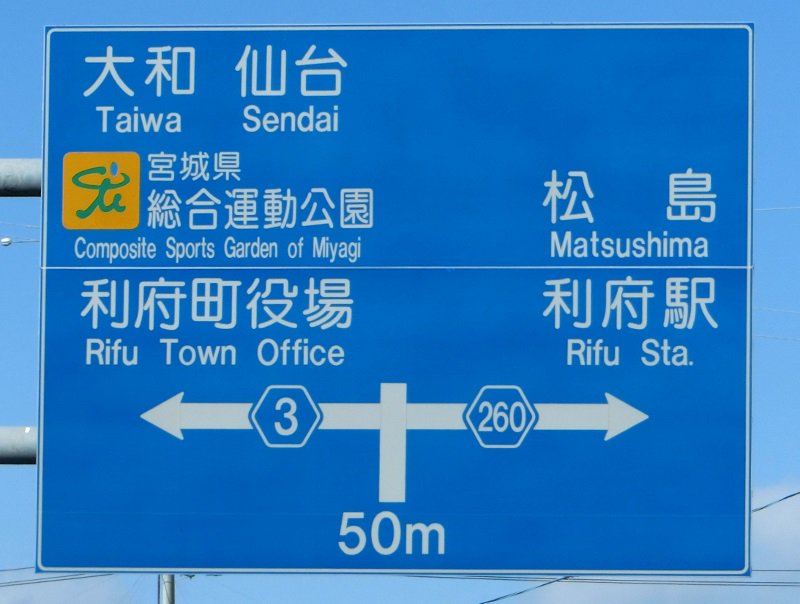 大和 仙台
Taiwa Sendai
宮城県
総合運動公園
Composite Sports Garden of Miyagi
松島
Matsushima
利府町役場
Rifu Town Office
利府駅
Rifu Sta.
3
260
50m